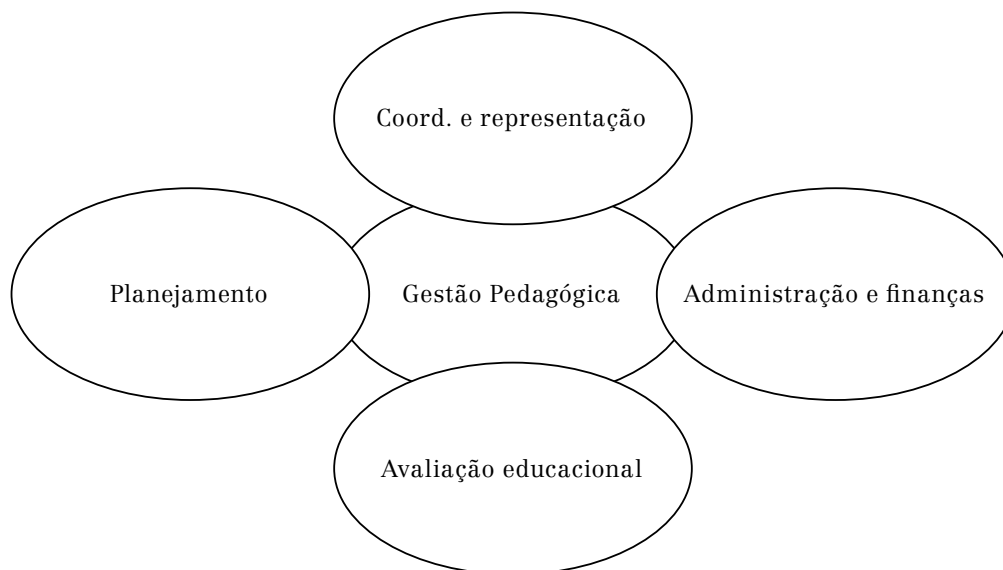 Coord. e representação
Planejamento
Gestão Pedagógica
Administração e finanças
Avaliação educacional